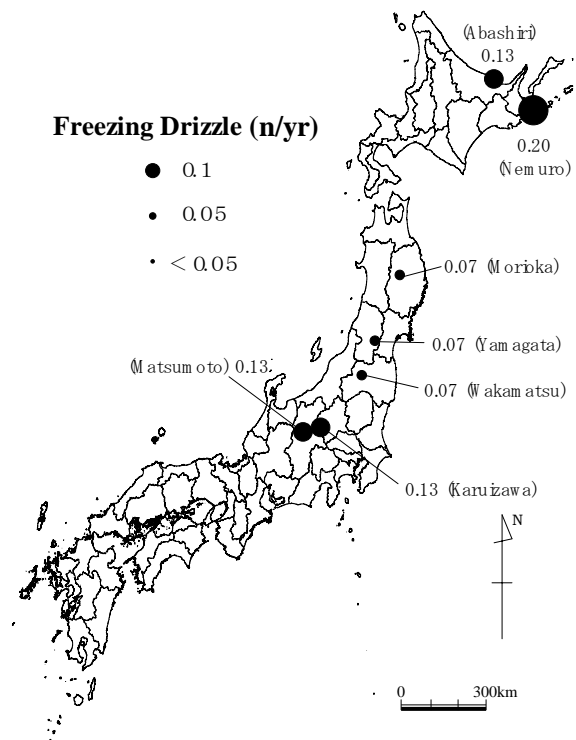 (Abashiri)
0.13
Freezing Drizzle (n/yr)
0.1
0.05
< 0.05
0.20
(Nemuro)
0.07 (Morioka)
0.07 (Yamagata)
(Matsumoto) 0.13
0.07 (Wakamatsu)
0.13 (Karuizawa)
N
0 300km